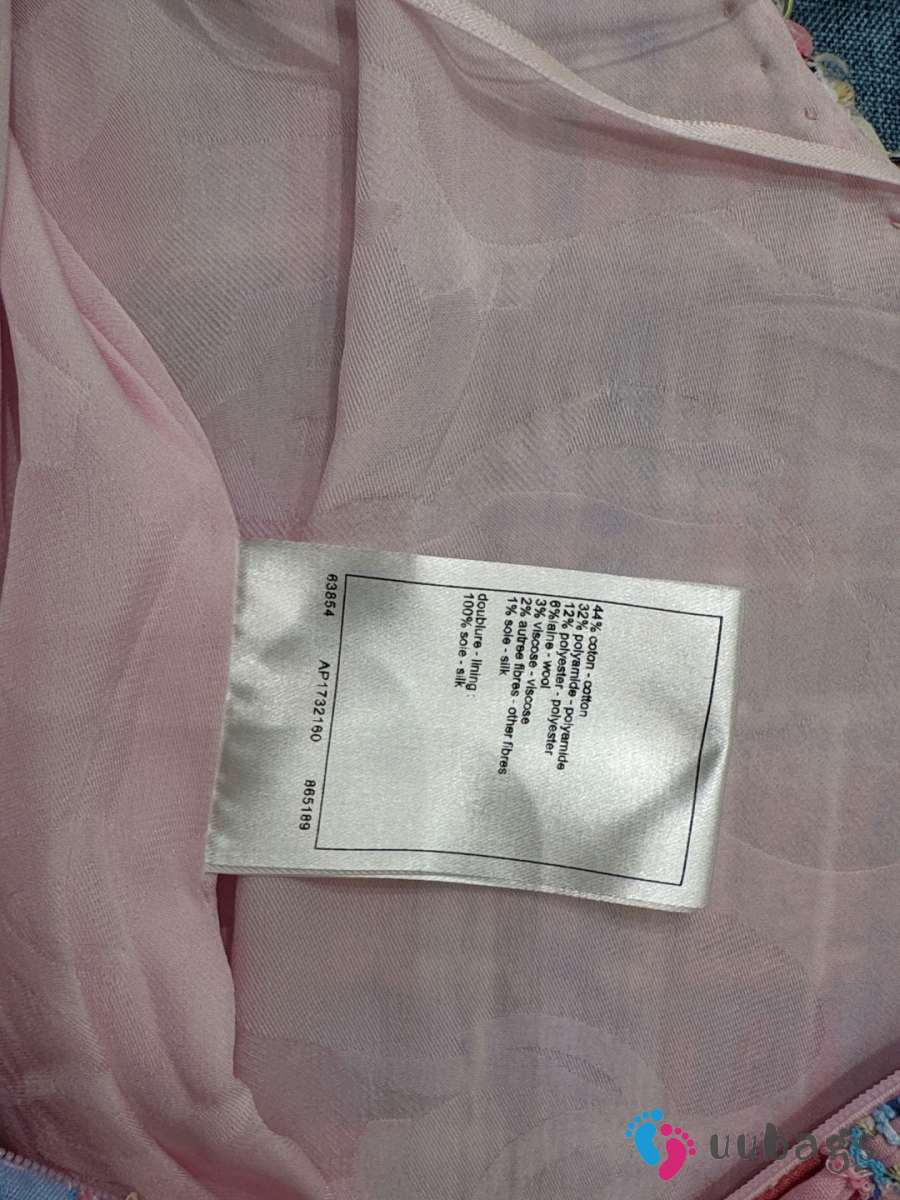 44% coton - cotton
32% polyamide - polyamide
12% polyester - polyester
6%laine - wool
3% viscose - viscose
2% autres fibres - other fibres
1% soie - silk
doublure - lining :
100% soie - silk
63854 AP1732160 865189
uubags